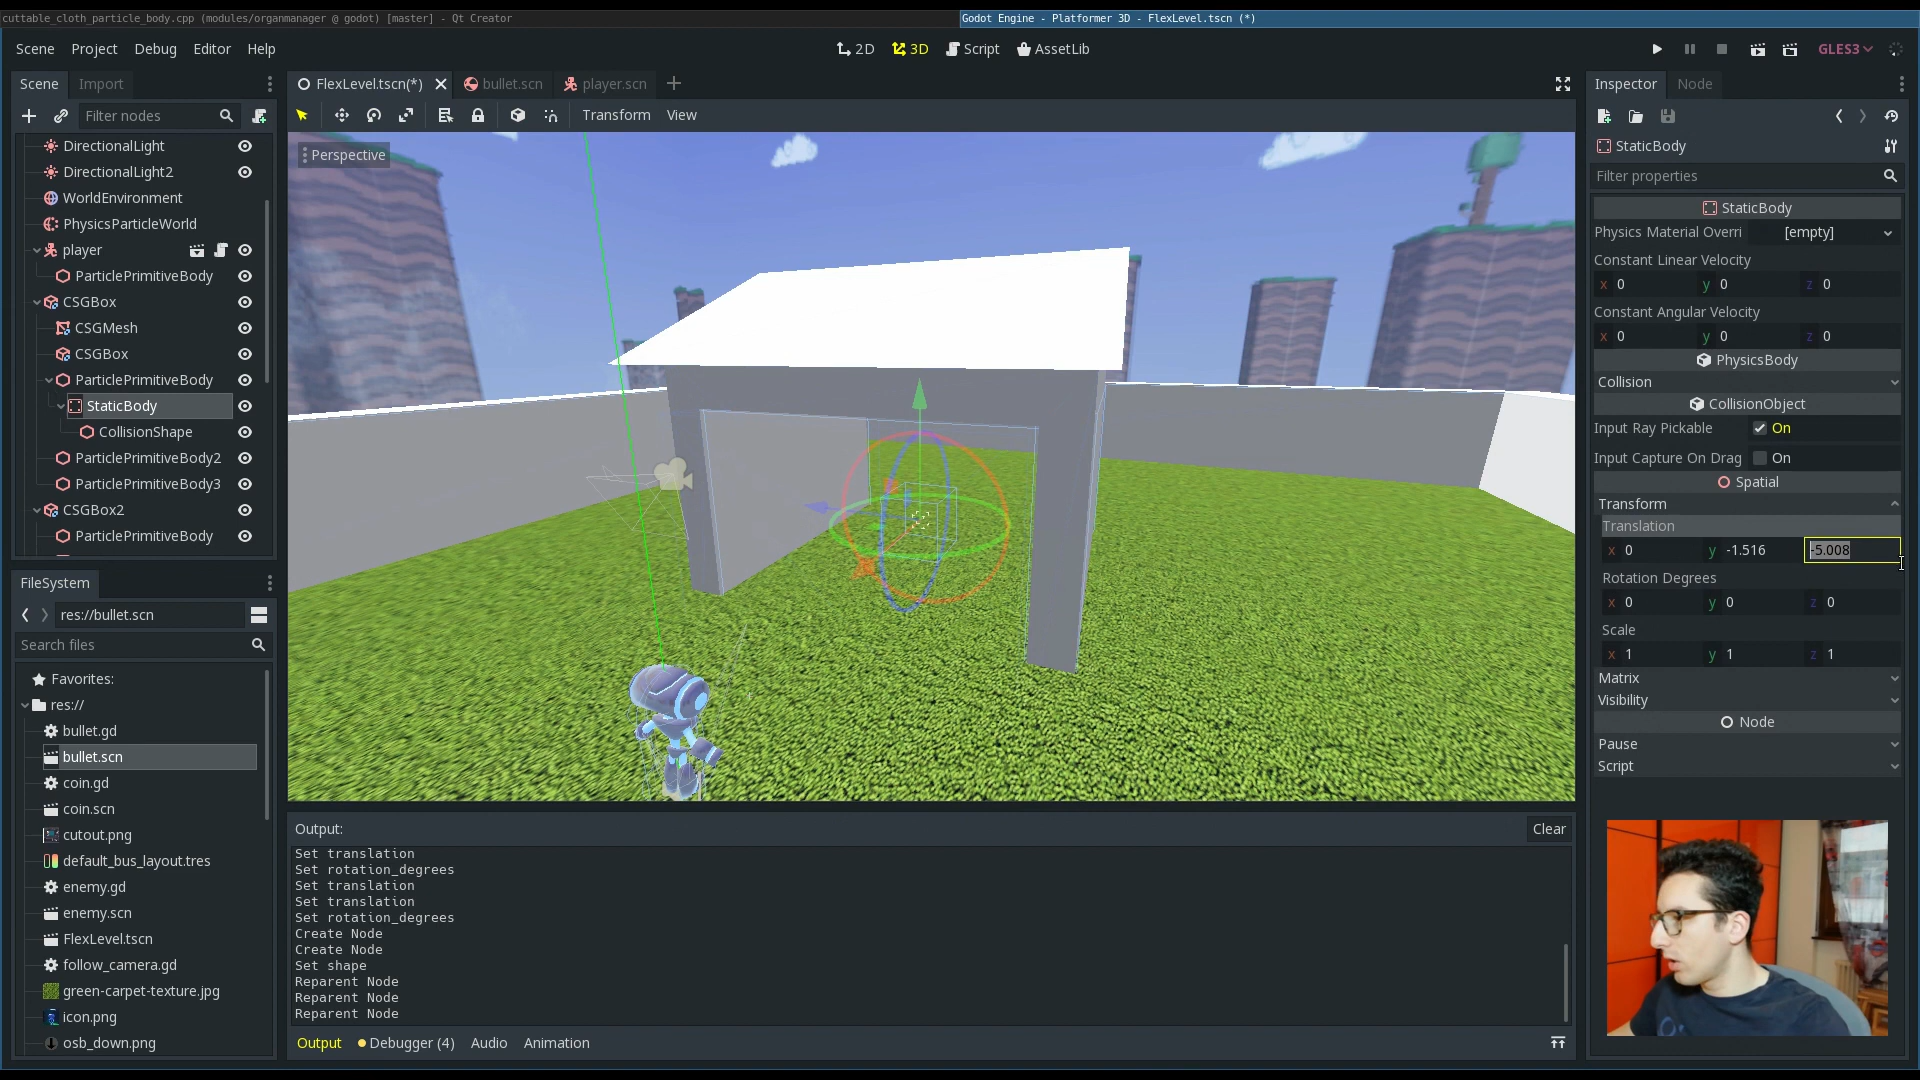 cuttable_cloth_particle_body.cpp (modules/organmanager @ godot) [master] - Qt Creator
Godot Engine - Platformer 3D - FlexLevel.tscn (*)
Scene Project Debug Editor Help
2D 3D Script AssetLib
GLES3
Scene Import
Filter nodes
DirectionalLight
DirectionalLight2
WorldEnvironment
PhysicsParticleWorld
player
ParticlePrimitiveBody
CSGBox
CSGMesh
CSGBox
ParticlePrimitiveBody
StaticBody
CollisionShape
ParticlePrimitiveBody2
ParticlePrimitiveBody3
CSGBox2
ParticlePrimitiveBody
FileSystem
res://bullet.scn
Search files
Favorites:
res://
bullet.gd
bullet.scn
coin.gd
coin.scn
cutout.png
default_bus_layout.tres
enemy.gd
enemy.scn
FlexLevel.tscn
follow_camera.gd
green-carpet-texture.jpg
icon.png
osb_down.png
FlexLevel.tscn(*) bullet.scn player.scn
Transform View
Perspective
Output:
Clear
Set translation
Set rotation_degrees
Set translation
Set translation
Set rotation_degrees
Create Node
Create Node
Set shape
Reparent Node
Reparent Node
Reparent Node
Output Debugger (4) Audio Animation
Inspector Node
StaticBody
Filter properties
StaticBody
Physics Material Overri [empty]
Constant Linear Velocity
x 0 y 0 z 0
Constant Angular Velocity
x 0 y 0 z 0
PhysicsBody
Collision
CollisionObject
Input Ray Pickable On
Input Capture On Drag On
Spatial
Transform
Translation
x 0 y -1.516 -5.008
Rotation Degrees
x 0 y 0 z 0
Scale
x 1 y 1 z 1
Matrix
Visibility
Node
Pause
Script